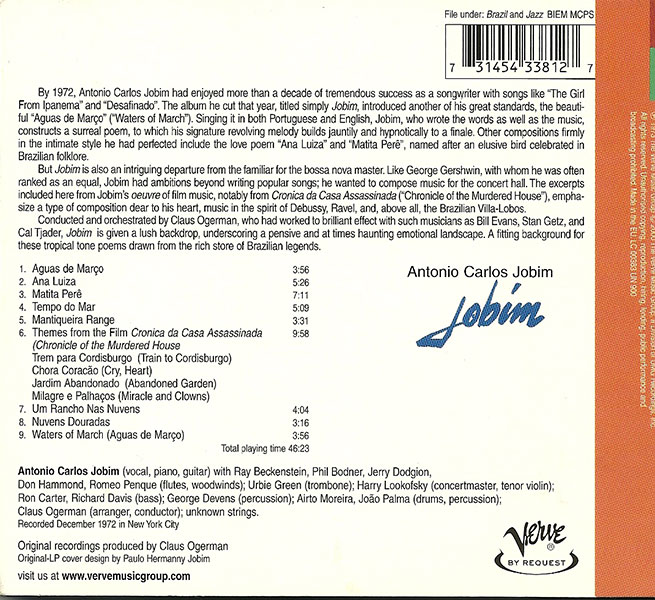 File under: Brazil and Jazz BIEM MCPS
7 31454 33812 7
By 1972, Antonio Carlos Jobim had enjoyed more than a decade of tremendous success as a songwriter with songs like “The Girl
From Ipanema” and “Desafinado”. The album he cut that year, titled simply Jobim, introduced another of his great standards, the beauti-
ful “Aguas de Março” (“Waters of March”). Singing it in both Portuguese and English, Jobim, who wrote the words as well as the music,
constructs a surreal poem, to which his signature revolving melody builds jauntily and hypnotically to a finale. Other compositions firmly
in the intimate style he had perfected include the love poem “Ana Luiza” and “Matita Perê”, named after an elusive bird celebrated in
Brazilian folklore.
But Jobim is also an intriguing departure from the familiar for the bossa nova master. Like George Gershwin, with whom he was often
ranked as an equal, Jobim had ambitions beyond writing popular songs; he wanted to compose music for the concert hall. The excerpts
included here from Jobim's oeuvre of film music, notably from Cronica da Casa Assassinada (“Chronicle of the Murdered House”), empha-
size a type of composition dear to his heart, music in the spirit of Debussy, Ravel, and, above all, the Brazilian Villa-Lobos.
Conducted and orchestrated by Claus Ogerman, who had worked to brilliant effect with such musicians as Bill Evans, Stan Getz, and
Cal Tjader, Jobim is given a lush backdrop, underscoring a pensive and at times haunting emotional landscape. A fitting background for
these tropical tone poems drawn from the rich store of Brazilian legends.
1. Aguas de Março 3:56
2. Ana Luiza 5:26
3. Matita Perê 7:11
4. Tempo do Mar 5:09
5. Mantiqueira Range 3:31
6. Themes from the Film Cronica da Casa Assassinada 9:58
(Chronicle of the Murdered House
Trem para Cordisburgo (Train to Cordisburgo)
Chora Coracão (Cry, Heart)
Jardim Abandonado (Abandoned Garden)
Milagre e Palhaços (Miracle and Clowns)
7. Um Rancho Nas Nuvens 4:04
8. Nuvens Douradas 3:16
9. Waters of March (Aguas de Março) 3:56
Total playing time 46:23
Antonio Carlos Jobim
Jobim
Antonio Carlos Jobim (vocal, piano, guitar) with Ray Beckenstein, Phil Bodner, Jerry Dodgion,
Don Hammond, Romeo Penque (flutes, woodwinds); Urbie Green (trombone); Harry Lookofsky (concertmaster, tenor violin);
Ron Carter, Richard Davis (bass); George Devens (percussion); Airto Moreira, João Palma (drums, percussion);
Claus Ogerman (arranger, conductor); unknown strings.
Recorded December 1972 in New York City
Original recordings produced by Claus Ogerman
Original-LP cover design by Paulo Hermanny Jobim
visit us at www.vervemusicgroup.com
Verve ®
BY REQUEST
All rights reserved. Unauthorized copying, reproduction, hiring, lending, public performance and
broadcasting prohibited. Made in the EU LC 00383 UN 900